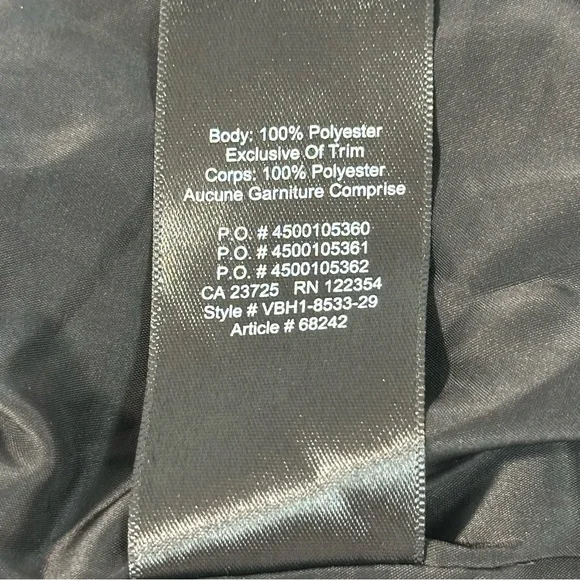 Body: 100% Polyester
Exclusive Of Trim
Corps: 100% Polyester
Aucune Garniture Comprise
P.O. # 4500105360
P.O. # 4500105361
P.O. # 4500105362
CA 23725 RN 122354
Style # VBH1-8533-29
Article # 68242